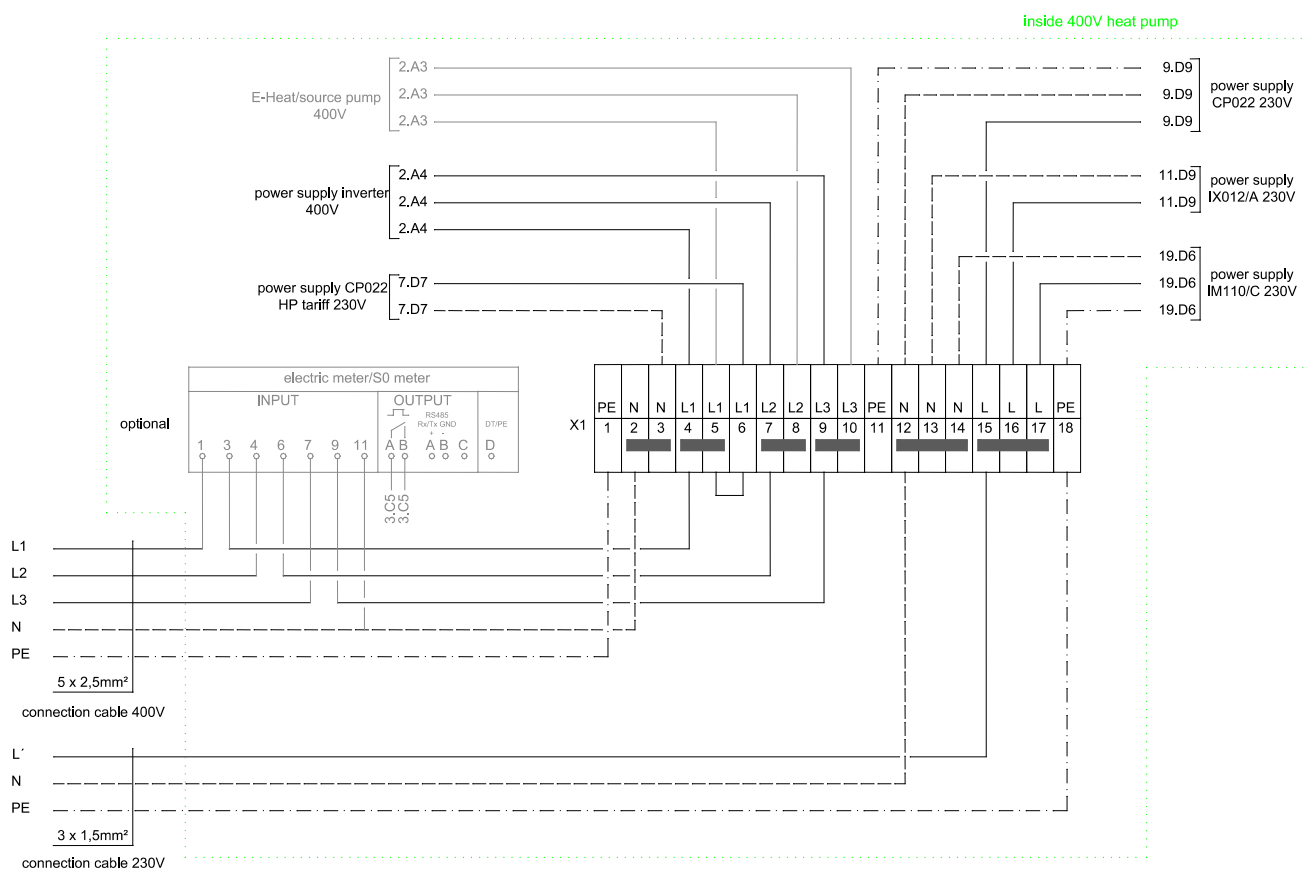 inside 400V heat pump
E-Heat/source pump
400V
2.A3
2.A3
2.A3
power supply inverter
400V
2.A4
2.A4
2.A4
power supply CP022
HP tariff 230V
7.D7
7.D7
9.D9
9.D9
9.D9
power supply
CP022 230V
11.D9
11.D9
power supply
IX012/A 230V
19.D6
19.D6
19.D6
power supply
IM110/C 230V
optional
electric meter/S0 meter
INPUT
OUTPUT
RS485
Rx/Tx GND
+ -
DT/PE
1 3 4 6 7 9 11 A B A B C D
3.C5
3.C5
X1
PE N N L1 L1 L1 L2 L2 L3 L3 PE N N N L L L PE
1 2 3 4 5 6 7 8 9 10 11 12 13 14 15 16 17 18
L1
L2
L3
N
PE
5 x 2,5mm²
connection cable 400V
L´
N
PE
3 x 1,5mm²
connection cable 230V